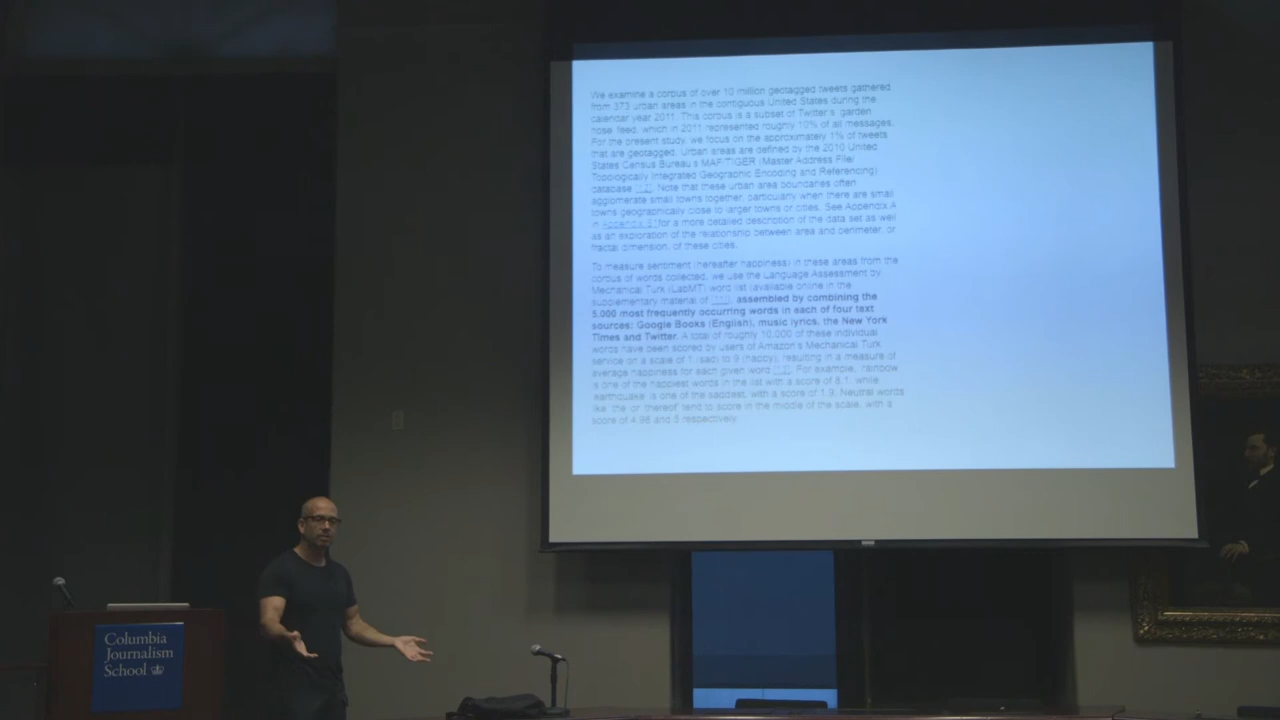 We examine a corpus of over 10 million geotagged tweets gathered
from 373 urban areas in the contiguous United States during the
calendar year 2011. This corpus is a subset of Twitter's 'garden
hose' feed, which in 2011 represented roughly 10% of all messages.
For the present study, we focus on the approximately 1% of tweets
that are geotagged. Urban areas are defined by the 2010 United
States Census Bureau's MAF/TIGER (Master Address File/
Topologically Integrated Geographic Encoding and Referencing)
database [12]. Note that these urban area boundaries often
agglomerate small towns together, particularly when there are small
towns geographically close to larger towns or cities. See Appendix A
in for a more detailed description of the data set as well
as an exploration of the relationship between area and perimeter, or
fractal dimension, of these cities.
To measure sentiment (hereafter happiness) in these areas from the
corpus of words collected, we use the Language Assessment by
Mechanical Turk (LabMT) word list (available online in the
supplementary material of [11]), assembled by combining the
5,000 most frequently occurring words in each of four text
sources: Google Books (English), music lyrics, the New York
Times and Twitter. A total of roughly 10,000 of these individual
words have been scored by users of Amazon's Mechanical Turk
service on a scale of 1 (sad) to 9 (happy), resulting in a measure of
average happiness for each given word [13]. For example, 'rainbow'
is one of the happiest words in the list with a score of 8.1, while
'earthquake' is one of the saddest, with a score of 1.9. Neutral words
like 'the' or 'thereof' tend to score in the middle of the scale, with a
score of 4.98 and 5 respectively.
Columbia
Journalism
School